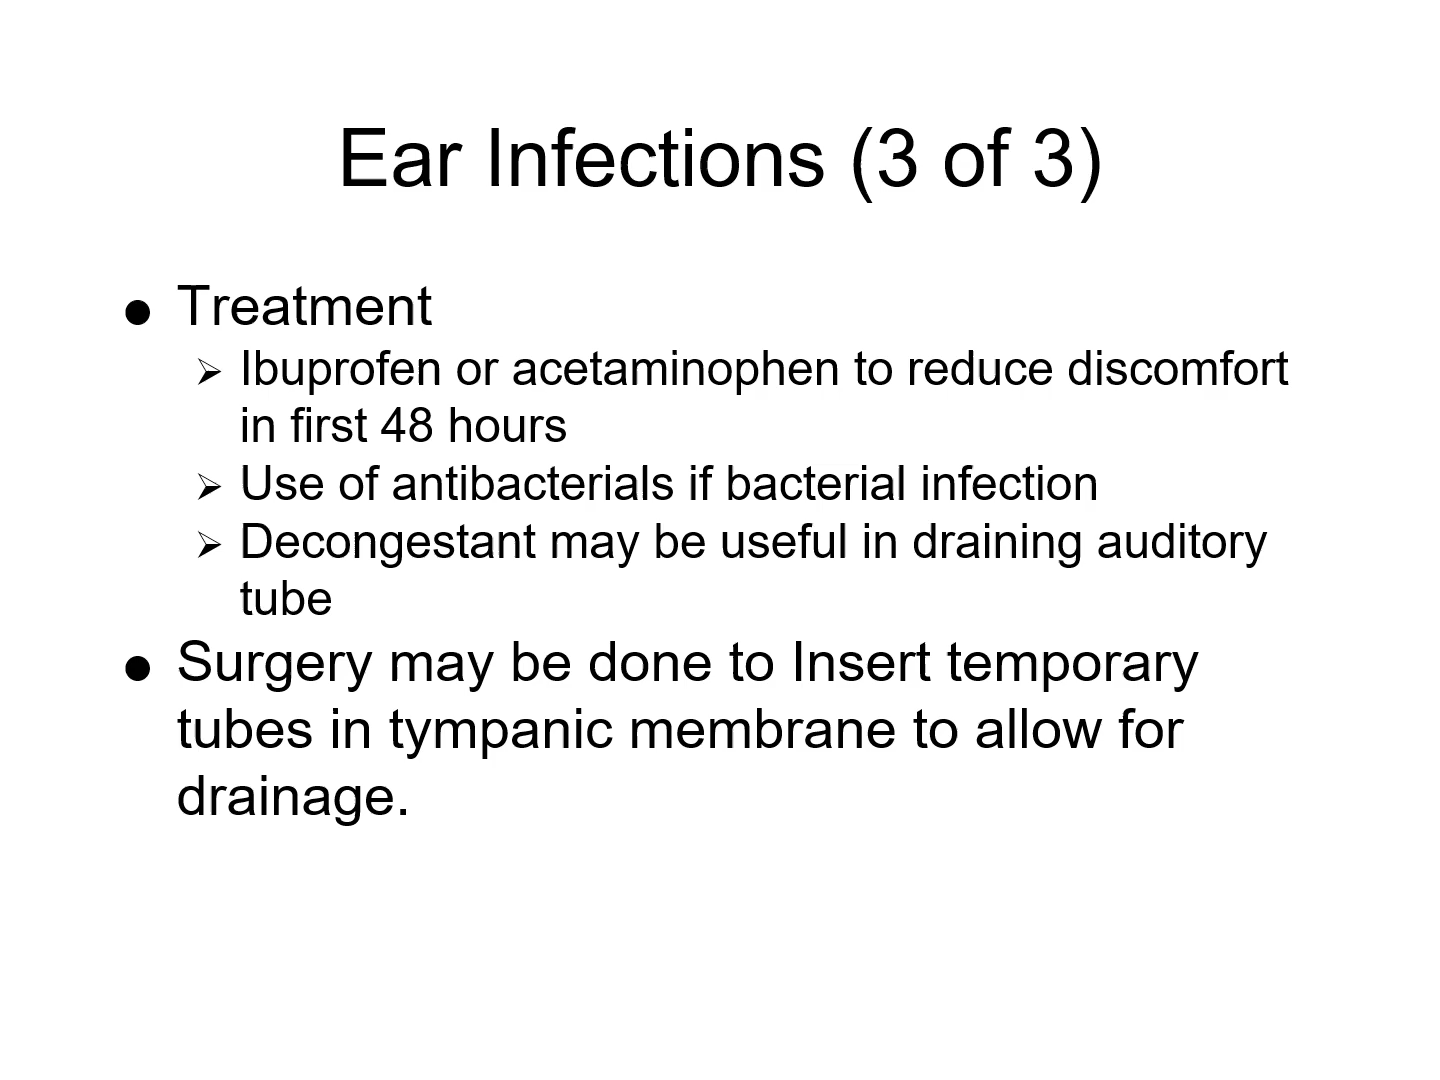 Ear Infections (3 of 3)
● Treatment
➢ Ibuprofen or acetaminophen to reduce discomfort
in first 48 hours
➢ Use of antibacterials if bacterial infection
➢ Decongestant may be useful in draining auditory
tube
● Surgery may be done to Insert temporary
tubes in tympanic membrane to allow for
drainage.